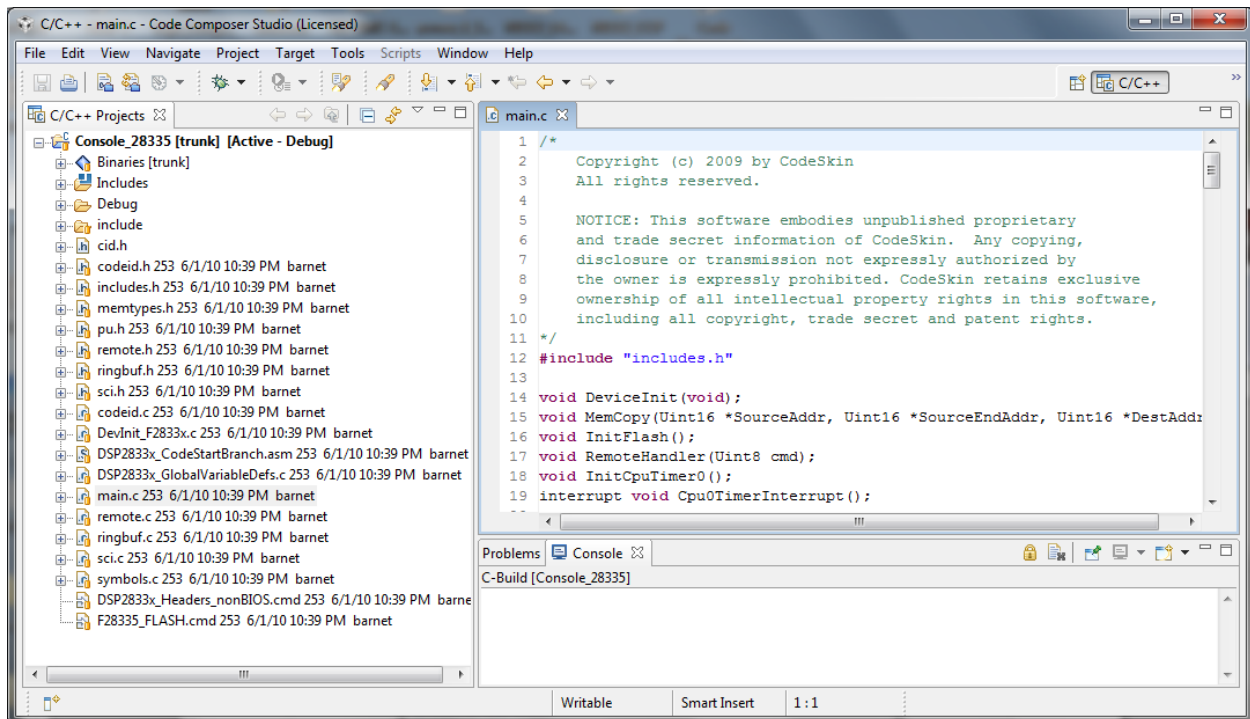 C/C++ - main.c - Code Composer Studio (Licensed)
File Edit View Navigate Project Target Tools Scripts Window Help
C/C++
C/C++ Projects
Console_28335 [trunk] [Active - Debug]
Binaries [trunk]
Includes
Debug
include
cid.h
codeid.h 253 6/1/10 10:39 PM barnet
includes.h 253 6/1/10 10:39 PM barnet
memtypes.h 253 6/1/10 10:39 PM barnet
pu.h 253 6/1/10 10:39 PM barnet
remote.h 253 6/1/10 10:39 PM barnet
ringbuf.h 253 6/1/10 10:39 PM barnet
sci.h 253 6/1/10 10:39 PM barnet
codeid.c 253 6/1/10 10:39 PM barnet
DevInit_F2833x.c 253 6/1/10 10:39 PM barnet
DSP2833x_CodeStartBranch.asm 253 6/1/10 10:39 PM barnet
DSP2833x_GlobalVariableDefs.c 253 6/1/10 10:39 PM barnet
main.c 253 6/1/10 10:39 PM barnet
remote.c 253 6/1/10 10:39 PM barnet
ringbuf.c 253 6/1/10 10:39 PM barnet
sci.c 253 6/1/10 10:39 PM barnet
symbols.c 253 6/1/10 10:39 PM barnet
DSP2833x_Headers_nonBIOS.cmd 253 6/1/10 10:39 PM barne
F28335_FLASH.cmd 253 6/1/10 10:39 PM barnet
main.c
1 /*
2 Copyright (c) 2009 by CodeSkin
3 All rights reserved.
4
5 NOTICE: This software embodies unpublished proprietary
6 and trade secret information of CodeSkin. Any copying,
7 disclosure or transmission not expressly authorized by
8 the owner is expressly prohibited. CodeSkin retains exclusive
9 ownership of all intellectual property rights in this software,
10 including all copyright, trade secret and patent rights.
11 */
12 #include "includes.h"
13
14 void DeviceInit(void);
15 void MemCopy(Uint16 *SourceAddr, Uint16 *SourceEndAddr, Uint16 *DestAddr
16 void InitFlash();
17 void RemoteHandler(Uint8 cmd);
18 void InitCpuTimer0();
19 interrupt void Cpu0TimerInterrupt();
Problems Console
C-Build [Console_28335]
Writable Smart Insert 1:1